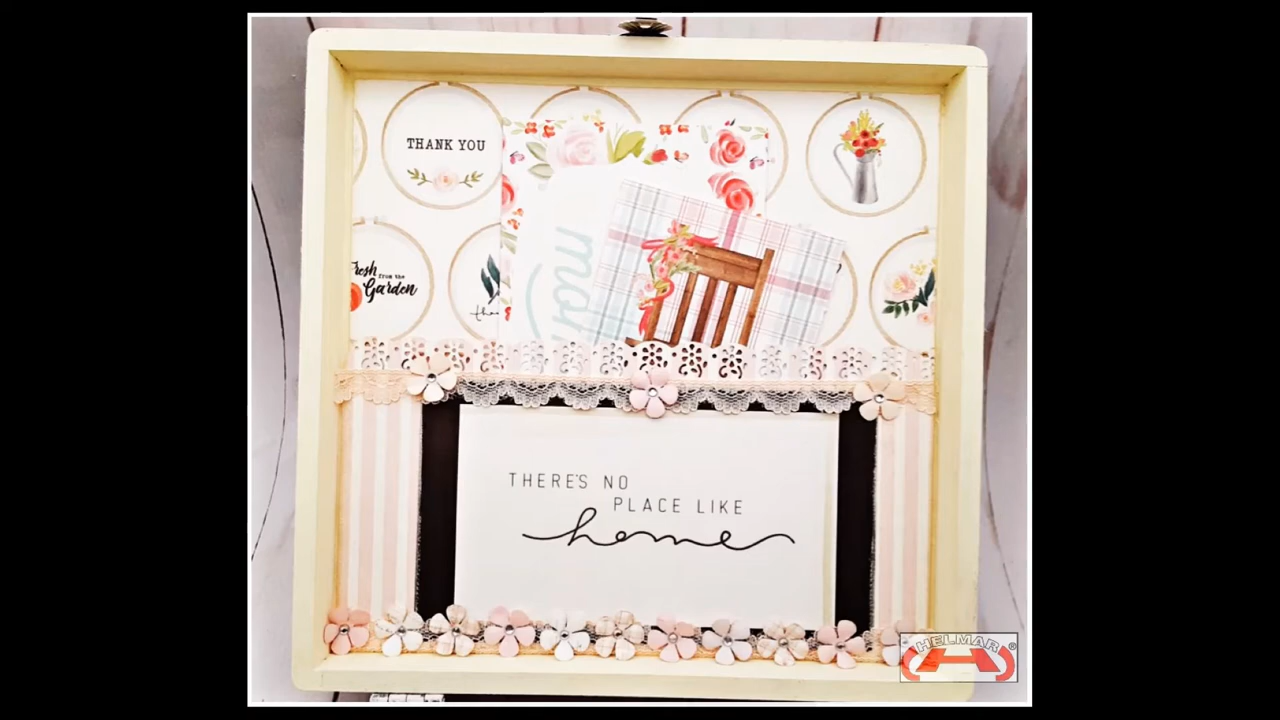 THANK YOU
Fresh from the
Garden
THERE'S NO
PLACE LIKE
home
HELMAR®